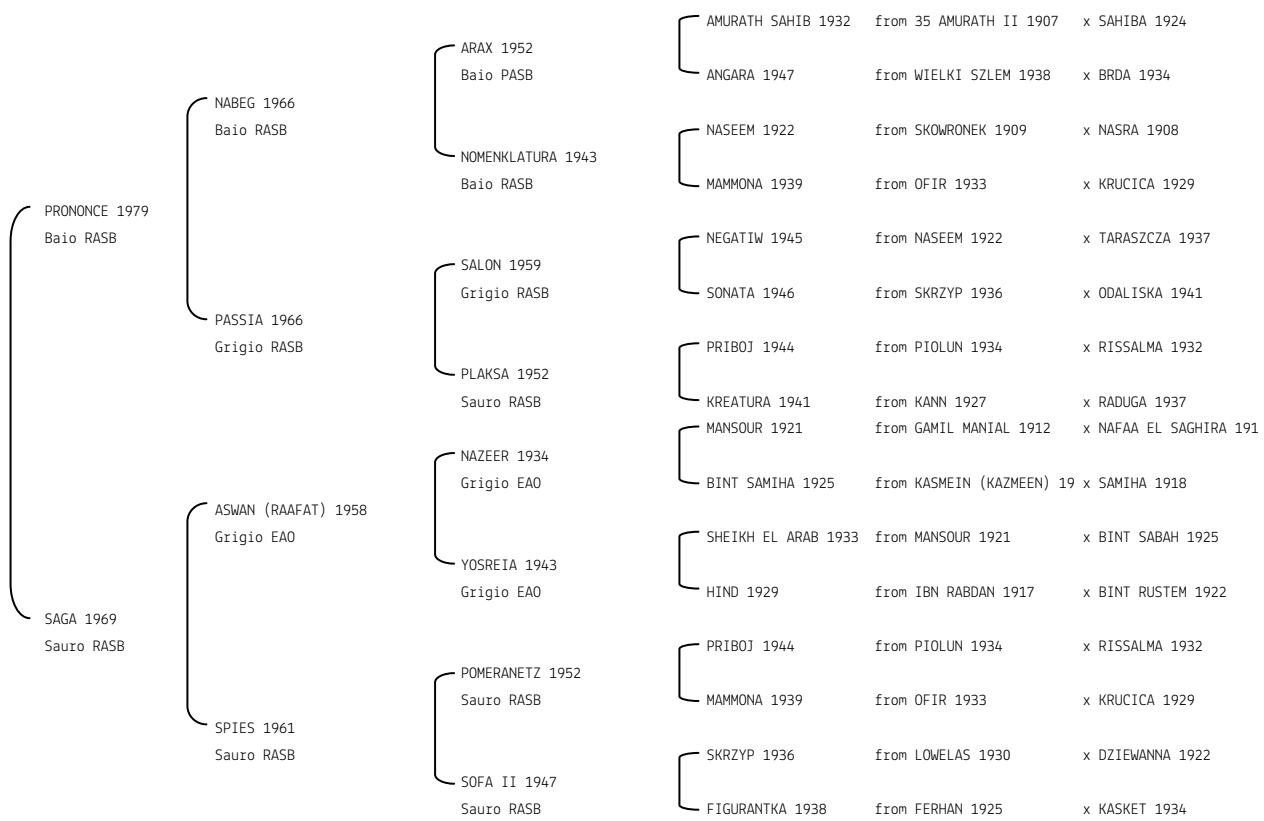 AMURATH SAHIB 1932 from 35 AMURATH II 1907 x SAHIBA 1924
ARAX 1952
Baio PASB
ANGARA 1947 from WIELKI SZLEM 1938 x BRDA 1934
NABEG 1966
Baio RASB
NASEEM 1922 from SKOWRONEK 1909 x NASRA 1908
NOMENKLATURA 1943
Baio RASB
MAMMONA 1939 from OFIR 1933 x KRUCICA 1929
PRONONCE 1979
Baio RASB
NEGATIW 1945 from NASEEM 1922 x TARASZCZA 1937
SALON 1959
Grigio RASB
SONATA 1946 from SKRZYP 1936 x ODALISKA 1941
PASSIA 1966
Grigio RASB
PRIBOJ 1944 from PIOLUN 1934 x RISSALMA 1932
PLAKSA 1952
Sauro RASB
KREATURA 1941 from KANN 1927 x RADUGA 1937
MANSOUR 1921 from GAMIL MANIAL 1912 x NAFAA EL SAGHIRA 191
NAZEER 1934
Grigio EAO
BINT SAMIHA 1925 from KASMEIN (KAZMEEN) 19 x SAMIHA 1918
ASWAN (RAAFAT) 1958
Grigio EAO
SHEIKH EL ARAB 1933 from MANSOUR 1921 x BINT SABAH 1925
YOSREIA 1943
Grigio EAO
HIND 1929 from IBN RABDAN 1917 x BINT RUSTEM 1922
SAGA 1969
Sauro RASB
PRIBOJ 1944 from PIOLUN 1934 x RISSALMA 1932
POMERANETZ 1952
Sauro RASB
MAMMONA 1939 from OFIR 1933 x KRUCICA 1929
SPIES 1961
Sauro RASB
SKRZYP 1936 from LOWELAS 1930 x DZIEWANNA 1922
SOFA II 1947
Sauro RASB
FIGURANTKA 1938 from FERHAN 1925 x KASKET 1934